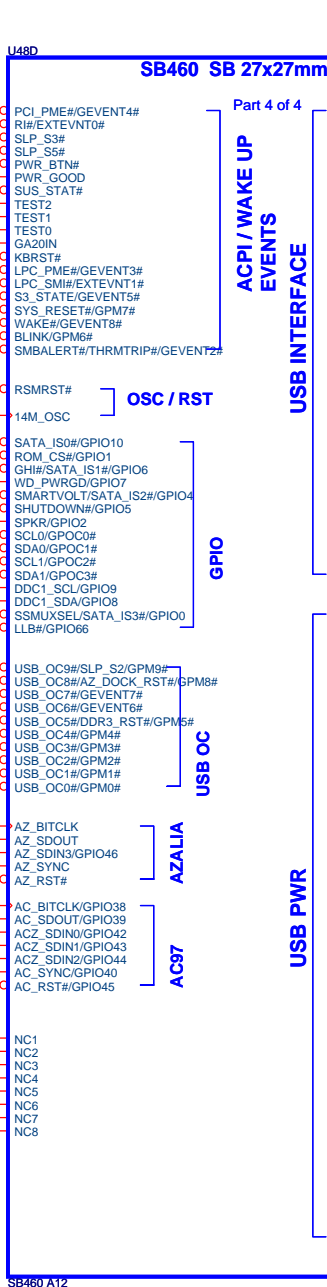 U48D
SB460 SB 27x27mm
Part 4 of 4
PCI_PME#/GEVENT4#
RI#/EXTEVNT0#
SLP_S3#
SLP_S5#
PWR_BTN#
PWR_GOOD
SUS_STAT#
TEST2
TEST1
TEST0
GA20IN
KBRST#
LPC_PME#/GEVENT3#
LPC_SMI#/EXTEVNT1#
S3_STATE/GEVENT5#
SYS_RESET#/GPM7#
WAKE#/GEVENT8#
BLINK/GPM6#
SMBALERT#/THRMTRIP#/GEVENT2#
ACPI / WAKE UP
EVENTS
USB INTERFACE
RSMRST#
14M_OSC
OSC / RST
SATA_IS0#/GPIO10
ROM_CS#/GPIO1
GHI#/SATA_IS1#/GPIO6
WD_PWRGD/GPIO7
SMARTVOLT/SATA_IS2#/GPIO4
SHUTDOWN#/GPIO5
SPKR/GPIO2
SCL0/GPOC0#
SDA0/GPOC1#
SCL1/GPOC2#
SDA1/GPOC3#
DDC1_SCL/GPIO9
DDC1_SDA/GPIO8
SSMUXSEL/SATA_IS3#/GPIO0
LLB#/GPIO66
GPIO
USB_OC9#/SLP_S2/GPM9#
USB_OC8#/AZ_DOCK_RST#/GPM8#
USB_OC7#/GEVENT7#
USB_OC6#/GEVENT6#
USB_OC5#/DDR3_RST#/GPM5#
USB_OC4#/GPM4#
USB_OC3#/GPM3#
USB_OC2#/GPM2#
USB_OC1#/GPM1#
USB_OC0#/GPM0#
USB OC
AZ_BITCLK
AZ_SDOUT
AZ_SDIN3/GPIO46
AZ_SYNC
AZ_RST#
AZALIA
AC_BITCLK/GPIO38
AC_SDOUT/GPIO39
ACZ_SDIN0/GPIO42
ACZ_SDIN1/GPIO43
ACZ_SDIN2/GPIO44
AC_SYNC/GPIO40
AC_RST#/GPIO45
AC97
USB PWR
NC1
NC2
NC3
NC4
NC5
NC6
NC7
NC8
SB460 A12